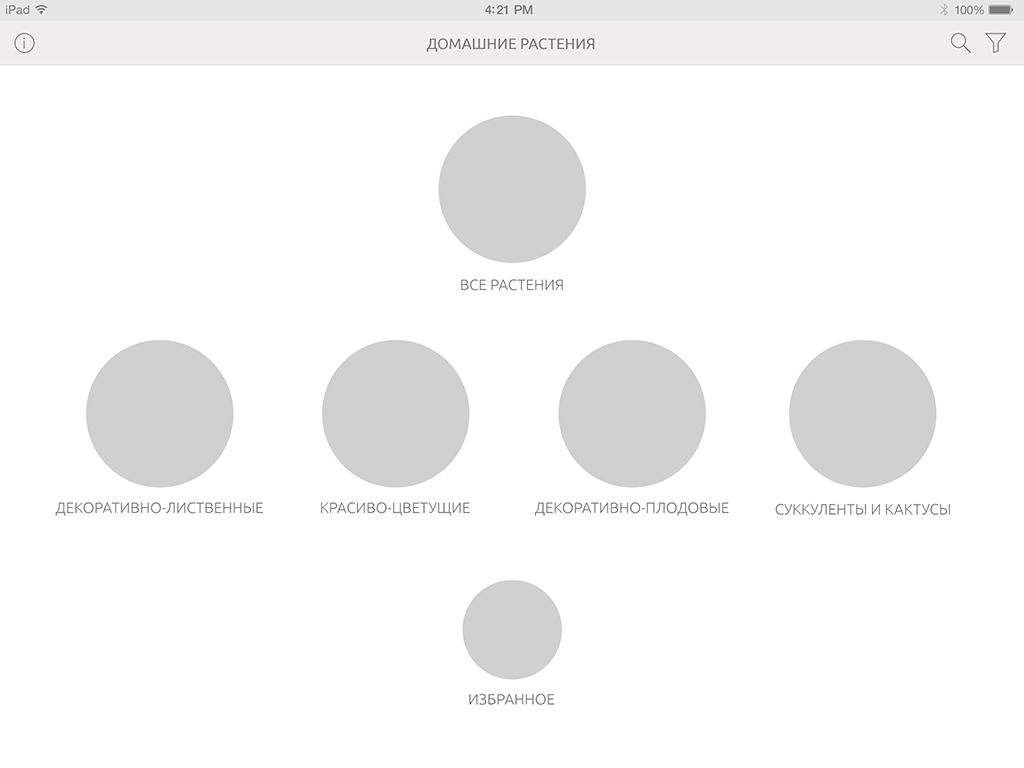 iPad 4:21 PM 100%
ДОМАШНИЕ РАСТЕНИЯ
ВСЕ РАСТЕНИЯ
ДЕКОРАТИВНО-ЛИСТВЕННЫЕ
КРАСИВО-ЦВЕТУЩИЕ
ДЕКОРАТИВНО-ПЛОДОВЫЕ
СУККУЛЕНТЫ И КАКТУСЫ
ИЗБРАННОЕ